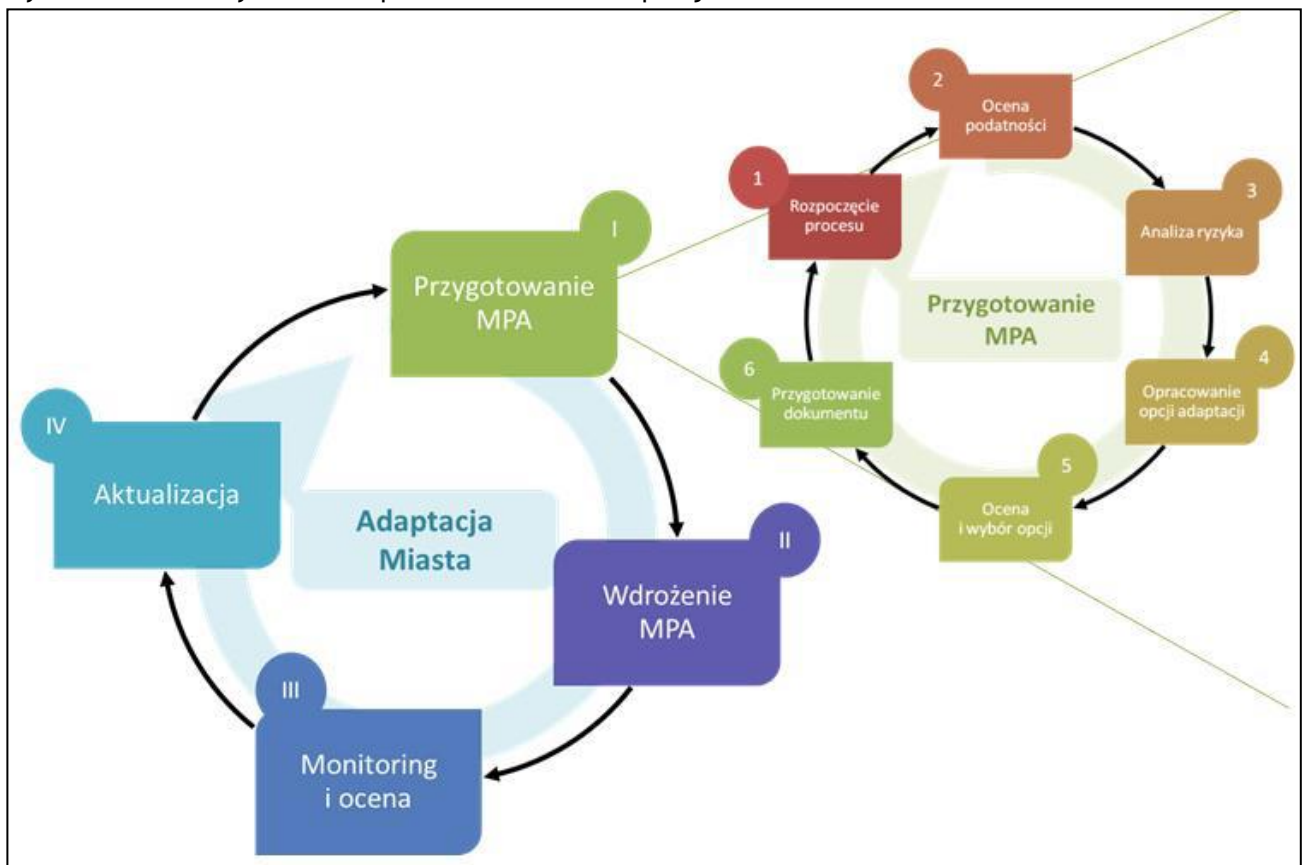 I
Przygotowanie
MPA
II
Wdrożenie
MPA
III
Monitoring
i ocena
IV
Aktualizacja
Adaptacja
Miasta
1
Rozpoczęcie
procesu
2
Ocena
podatności
3
Analiza ryzyka
4
Opracowanie
opcji adaptacji
5
Ocena
i wybór opcji
6
Przygotowanie
dokumentu
Przygotowanie
MPA